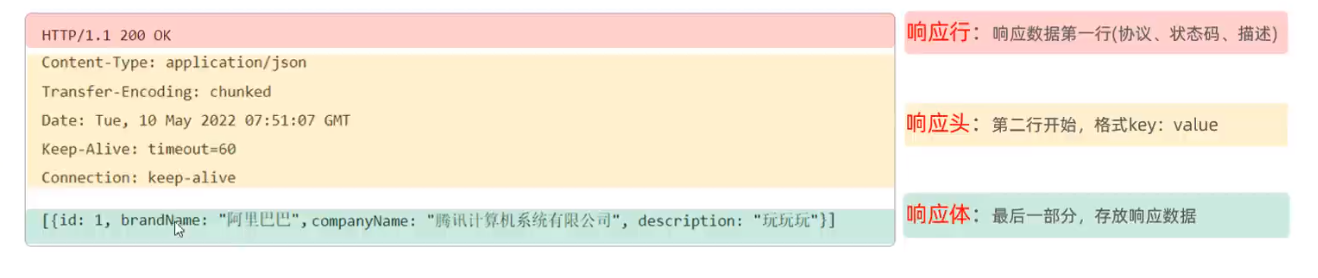 HTTP/1.1 200 OK
响应行：响应数据第一行(协议、状态码、描述)
Content-Type: application/json
Transfer-Encoding: chunked
Date: Tue, 10 May 2022 07:51:07 GMT
Keep-Alive: timeout=60
Connection: keep-alive
响应头：第二行开始，格式key：value
[{id: 1, brandName: "阿里巴巴", companyName: "腾讯计算机系统有限公司", description: "玩玩玩"}]
响应体：最后一部分，存放响应数据